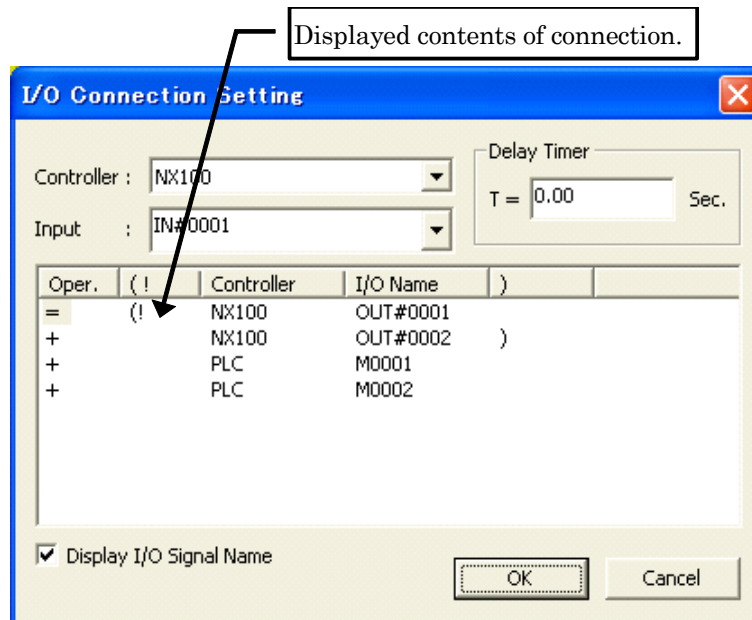 Displayed contents of connection.
I/O Connection Setting
Delay Timer
Controller : NX100
T = 0.00 Sec.
Input : IN#0001
Oper. ( ! Controller I/O Name )
= (! NX100 OUT#0001
+ NX100 OUT#0002 )
+ PLC M0001
+ PLC M0002
Display I/O Signal Name
OK Cancel